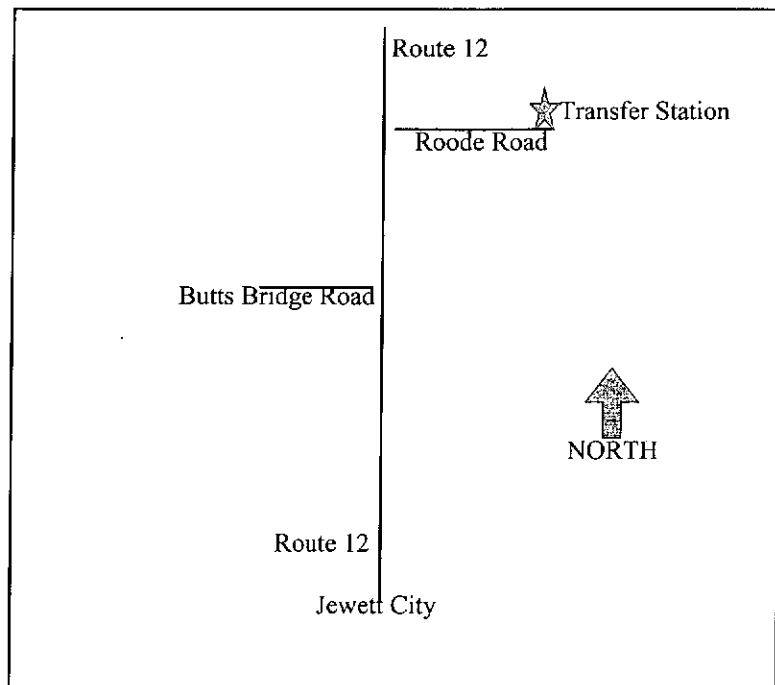 Route 12
Transfer Station
Roode Road
Butts Bridge Road
NORTH
Route 12
Jewett City